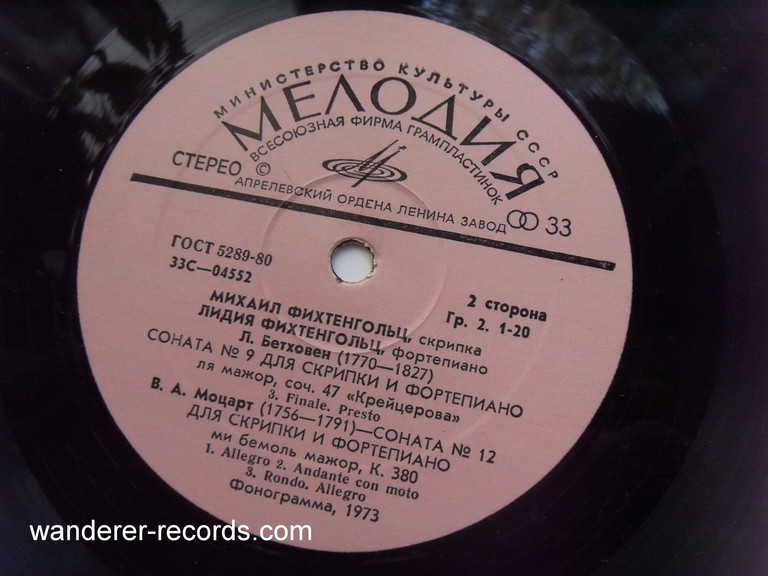 МИНИСТЕРСТВО КУЛЬТУРЫ СССР
МЕЛОДИЯ
ВСЕСОЮЗНАЯ ФИРМА ГРАМПЛАСТИНОК
СТЕРЕО ©
АПРЕЛЕВСКИЙ ОРДЕНА ЛЕНИНА ЗАВОД
33
ГОСТ 5289-80
33С—04552
2 сторона
Гр. 2. 1-20
МИХАИЛ ФИХТЕНГОЛЬЦ, скрипка
ЛИДИЯ ФИХТЕНГОЛЬЦ, фортепиано
Л. Бетховен (1770—1827)
СОНАТА № 9 ДЛЯ СКРИПКИ И ФОРТЕПИАНО
ля мажор, соч. 47 «Крейцерова»
3. Finale. Presto
В. А. Моцарт (1756—1791)—СОНАТА № 12
ДЛЯ СКРИПКИ И ФОРТЕПИАНО
ми бемоль мажор, К. 380
1. Allegro 2. Andante con moto
3. Rondo. Allegro
Фонограмма, 1973
wanderer-records.com